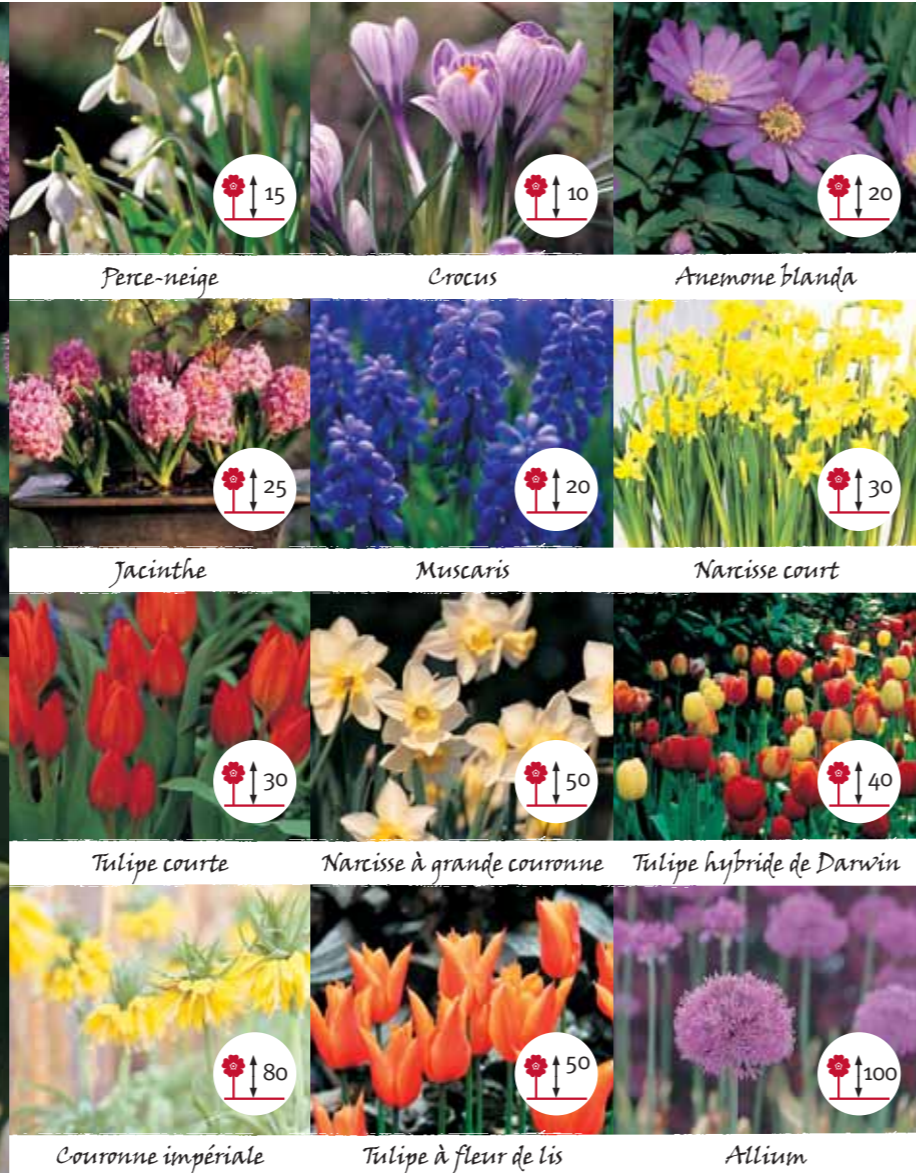 15
10
20
Perce-neige
Crocus
Anemone blanda
25
20
30
Jacinthe
Muscaris
Narcisse court
30
50
40
Tulipe courte
Narcisse à grande couronne
Tulipe hybride de Darwin
80
50
100
Couronne impériale
Tulipe à fleur de lis
Allium